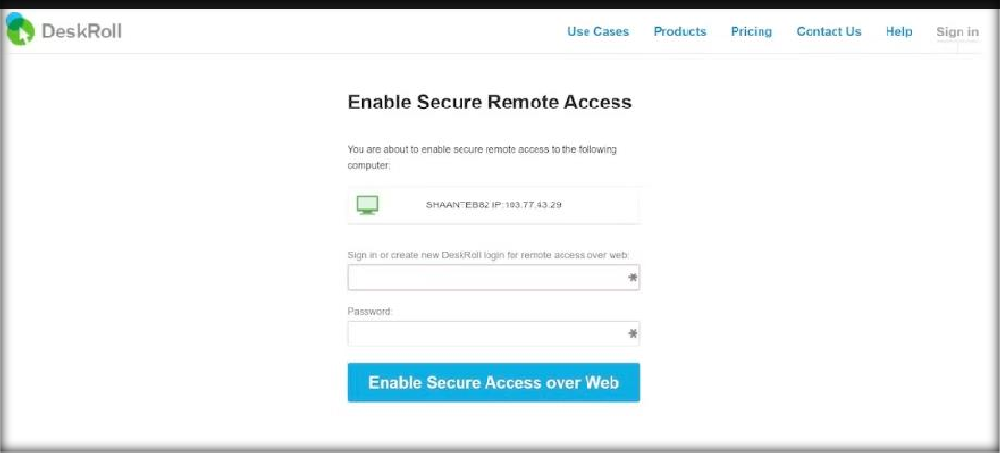 DeskRoll
Use Cases Products Pricing Contact Us Help Sign in
Enable Secure Remote Access
You are about to enable secure remote access to the following
computer:
SHAANTEB82 IP:103.77.43.29
Sign in or create new DeskRoll login for remote access over web:
Password:
Enable Secure Access over Web